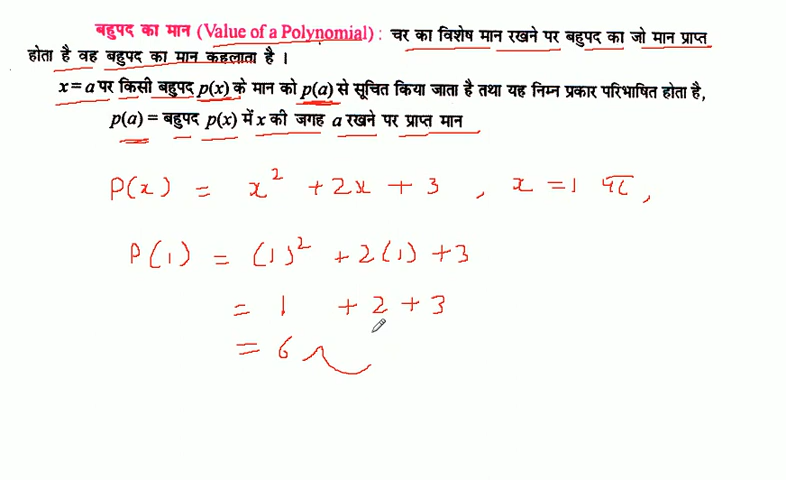 बहुपद का मान (Value of a Polynomial) : चर का विशेष मान रखने पर बहुपद का जो मान प्राप्त
होता है वह बहुपद का मान कहलाता है ।
x = a पर किसी बहुपद p(x) के मान को p(a) से सूचित किया जाता है तथा यह निम्न प्रकार परिभाषित होता है,
p(a) = बहुपद p(x) में x की जगह a रखने पर प्राप्त मान
P(x) = x² + 2x + 3 , x = 1 पर,
P(1) = (1)² + 2(1) + 3
= 1 + 2 + 3
= 6